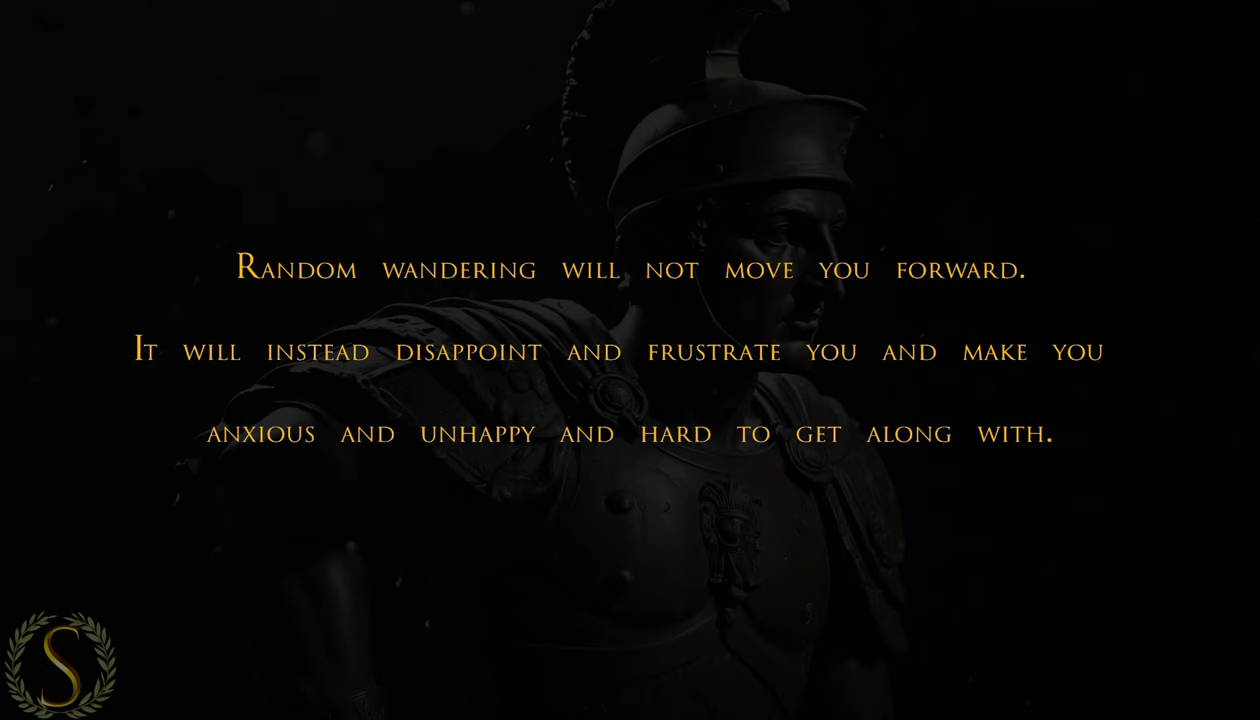 Random wandering will not move you forward.
It will instead disappoint and frustrate you and make you
anxious and unhappy and hard to get along with.
S